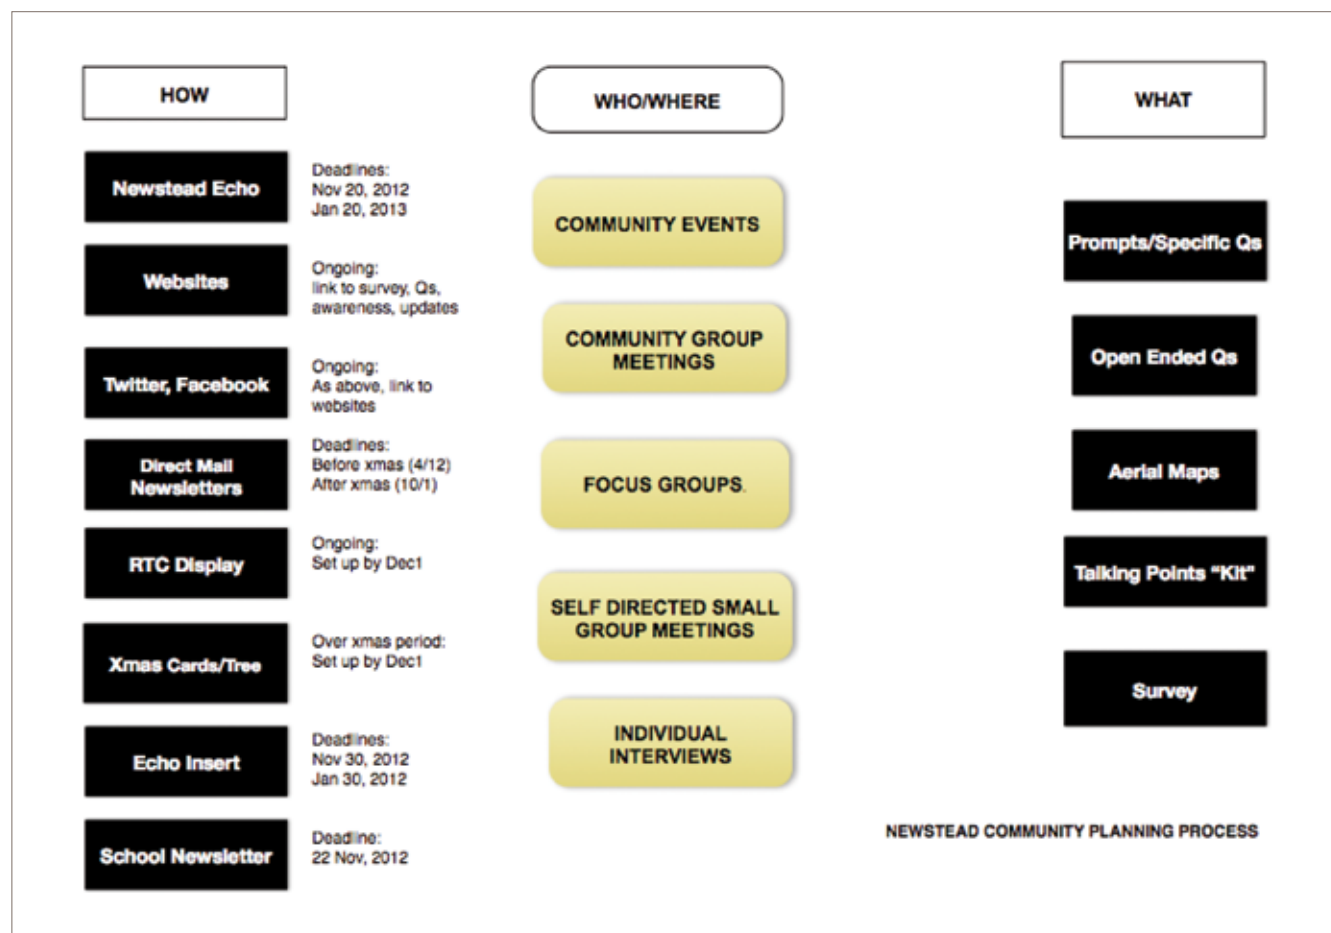 HOW
Newstead Echo
Deadlines:
Nov 20, 2012
Jan 20, 2013
Websites
Ongoing:
link to survey, Qs,
awareness, updates
Twitter, Facebook
Ongoing:
As above, link to
websites
Direct Mail
Newsletters
Deadlines:
Before xmas (4/12)
After xmas (10/1)
RTC Display
Ongoing:
Set up by Dec1
Xmas Cards/Tree
Over xmas period:
Set up by Dec1
Echo Insert
Deadlines:
Nov 30, 2012
Jan 30, 2012
School Newsletter
Deadline:
22 Nov, 2012
WHO/WHERE
COMMUNITY EVENTS
COMMUNITY GROUP
MEETINGS
FOCUS GROUPS.
SELF DIRECTED SMALL
GROUP MEETINGS
INDIVIDUAL
INTERVIEWS
WHAT
Prompts/Specific Qs
Open Ended Qs
Aerial Maps
Talking Points “Kit”
Survey
NEWSTEAD COMMUNITY PLANNING PROCESS